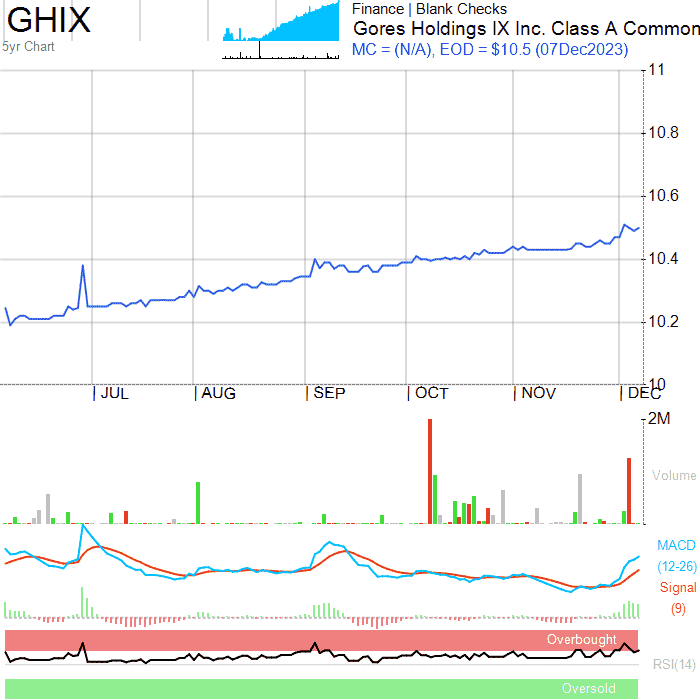 GHIX
5yr Chart
Finance | Blank Checks
Gores Holdings IX Inc. Class A Common
MC = (N/A), EOD = $10.5 (07Dec2023)
11
10.8
10.6
10.4
10.2
10
JUL
AUG
SEP
OCT
NOV
DEC
2M
Volume
MACD
(12-26)
Signal
(9)
Overbought
RSI(14)
Oversold